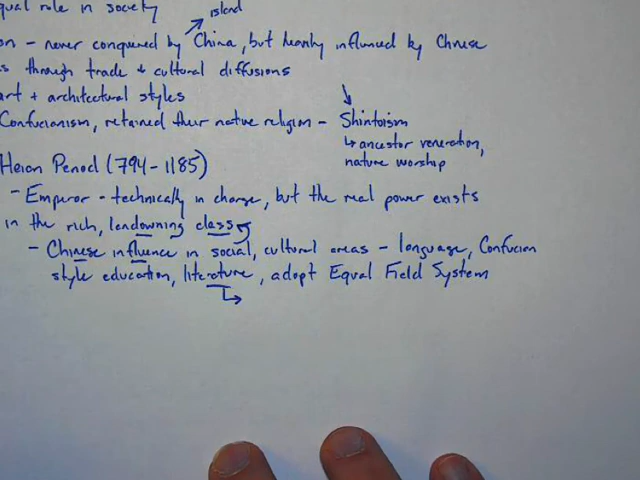 qual role in society
island
on - never conquered by China, but heavily influenced by Chinese
s through trade + cultural diffusions
art + architectural styles
Confucianism, retained their native religion - Shintoism
↳ ancestor veneration,
nature worship
Heian Period (794-1185)
- Emperor - technically in charge, but the real power exists
in the rich, landowning class
- Chinese influence in social, cultural areas - language, Confucian
style education, literature, adopt Equal Field System